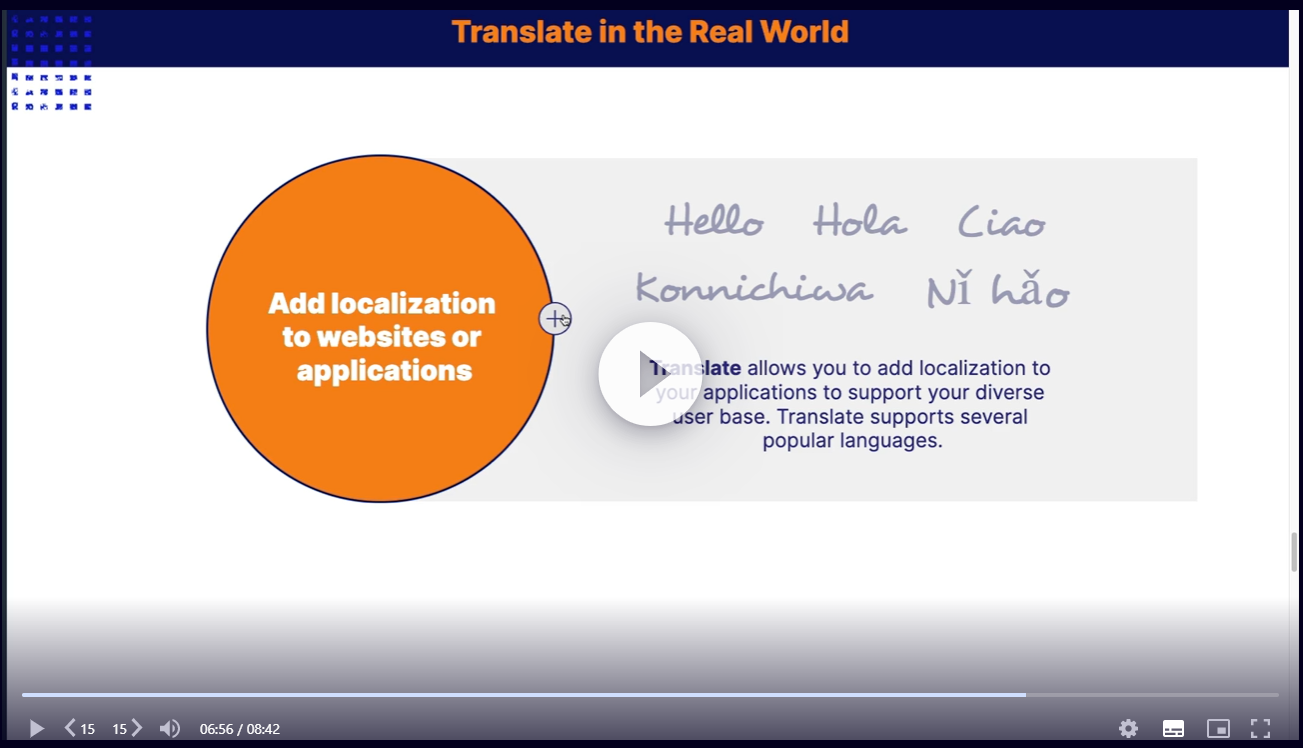 Translate in the Real World
Add localization
to websites or
applications
Hello Hola Ciao
Konnichiwa Nǐ hǎo
Translate allows you to add localization to
your applications to support your diverse
user base. Translate supports several
popular languages.
15 15 06:56 / 08:42